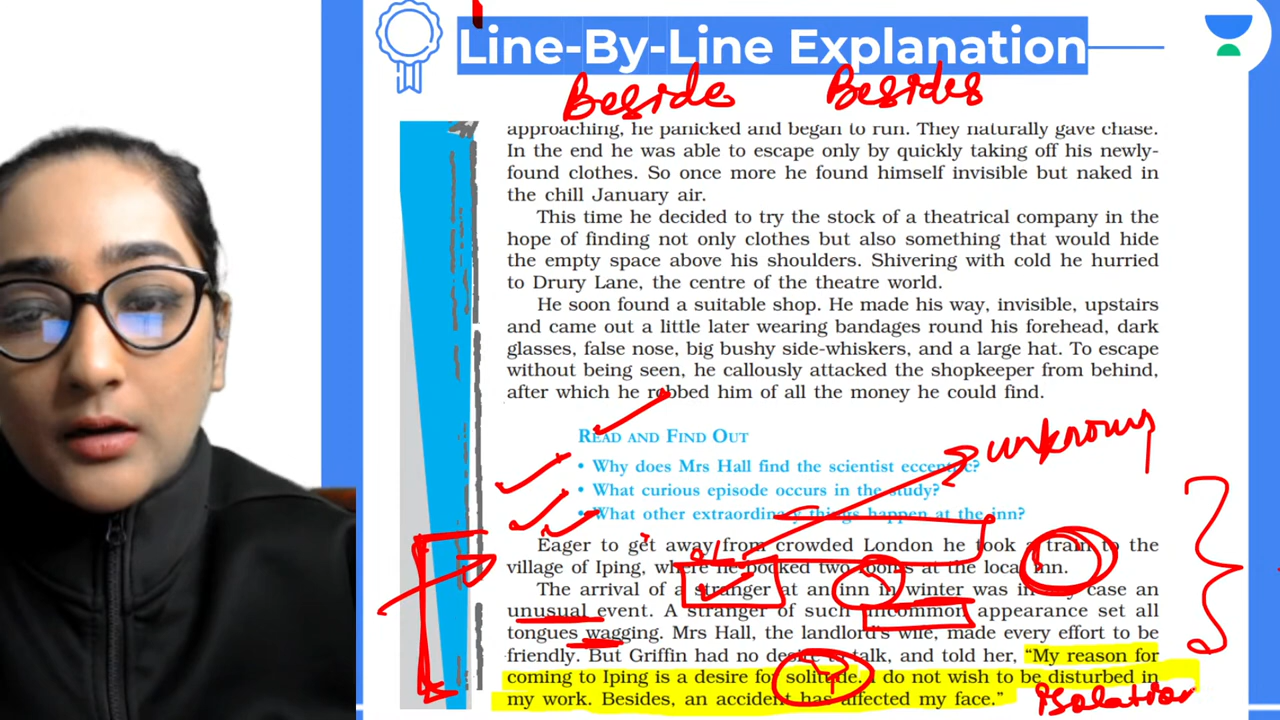 Line-By-Line Explanation
Beside Besides
approaching, he panicked and began to run. They naturally gave chase.
In the end he was able to escape only by quickly taking off his newly-
found clothes. So once more he found himself invisible but naked in
the chill January air.
This time he decided to try the stock of a theatrical company in the
hope of finding not only clothes but also something that would hide
the empty space above his shoulders. Shivering with cold he hurried
to Drury Lane, the centre of the theatre world.
He soon found a suitable shop. He made his way, invisible, upstairs
and came out a little later wearing bandages round his forehead, dark
glasses, false nose, big bushy side-whiskers, and a large hat. To escape
without being seen, he callously attacked the shopkeeper from behind,
after which he robbed him of all the money he could find.
READ AND FIND OUT
• Why does Mrs Hall find the scientist eccentric?
unknown
• What curious episode occurs in the study?
• What other extraordinary things happen at the inn?
Eager to get away from crowded London he took a train to the
village of Iping, where he booked two rooms at the local inn.
The arrival of a stranger at an inn in winter was in any case an
unusual event. A stranger of such uncommon appearance set all
tongues wagging. Mrs Hall, the landlord's wife, made every effort to be
friendly. But Griffin had no desire to talk, and told her, “My reason for
coming to Iping is a desire for solitude. I do not wish to be disturbed in
my work. Besides, an accident has affected my face.”
isolation